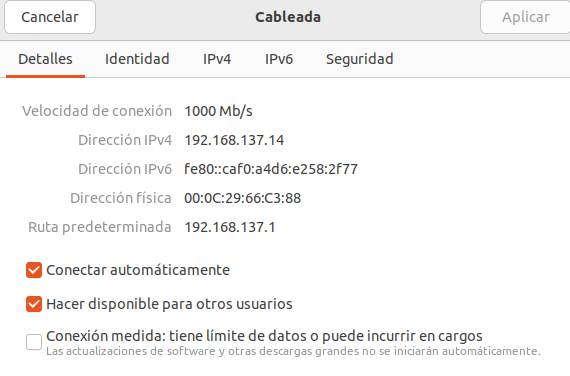 Cancelar Cableada Aplicar
Detalles Identidad IPv4 IPv6 Seguridad
Velocidad de conexión 1000 Mb/s
Dirección IPv4 192.168.137.14
Dirección IPv6 fe80::caf0:a4d6:e258:2f77
Dirección física 00:0C:29:66:C3:88
Ruta predeterminada 192.168.137.1
Conectar automáticamente
Hacer disponible para otros usuarios
Conexión medida: tiene límite de datos o puede incurrir en cargos
Las actualizaciones de software y otras descargas grandes no se iniciarán automáticamente.